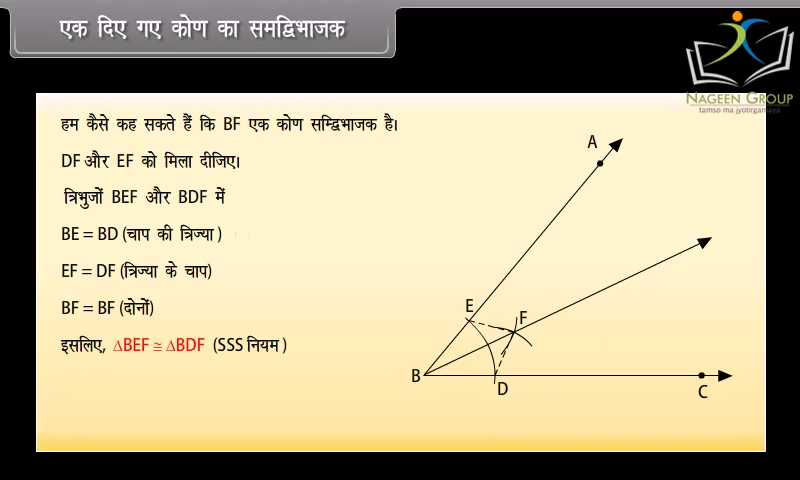 एक दिए गए कोण का समद्विभाजक
NAGEEN GROUP
tamso ma jyotirgamaya
हम कैसे कह सकते हैं कि BF एक कोण सम्द्विभाजक है।
DF और EF को मिला दीजिए।
त्रिभुजों BEF और BDF में
BE = BD (चाप की त्रिज्या)
EF = DF (त्रिज्या के चाप)
BF = BF (दोनों)
इसलिए, ΔBEF ≅ ΔBDF (SSS नियम)
A
E
F
B
D
C